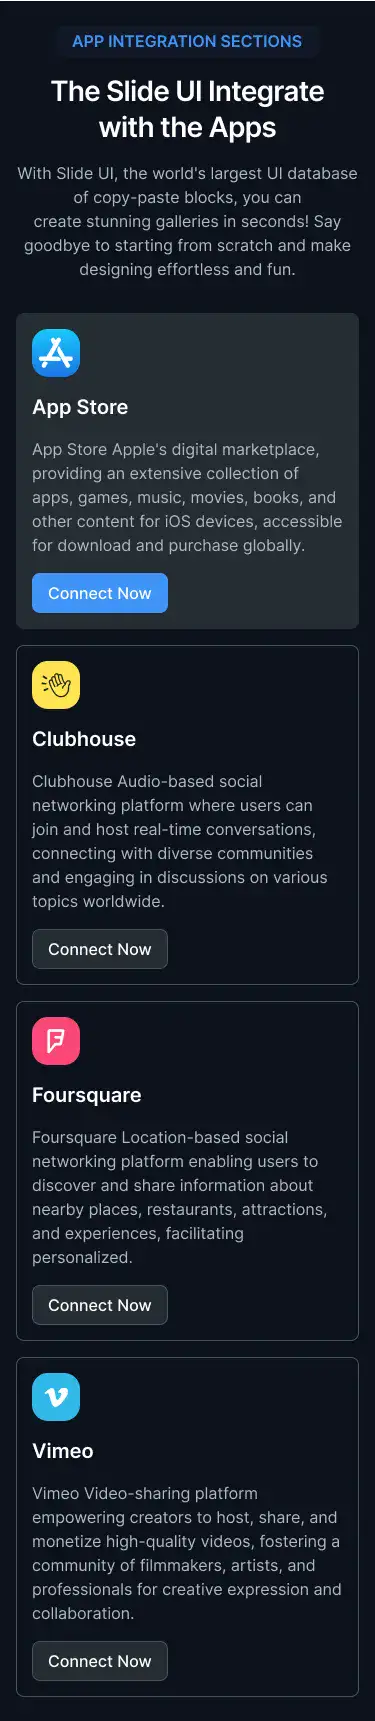 APP INTEGRATION SECTIONS
The Slide UI Integrate
with the Apps
With Slide UI, the world's largest UI database
of copy-paste blocks, you can
create stunning galleries in seconds! Say
goodbye to starting from scratch and make
designing effortless and fun.
App Store
App Store Apple's digital marketplace,
providing an extensive collection of
apps, games, music, movies, books, and
other content for iOS devices, accessible
for download and purchase globally.
Connect Now
Clubhouse
Clubhouse Audio-based social
networking platform where users can
join and host real-time conversations,
connecting with diverse communities
and engaging in discussions on various
topics worldwide.
Connect Now
Foursquare
Foursquare Location-based social
networking platform enabling users to
discover and share information about
nearby places, restaurants, attractions,
and experiences, facilitating
personalized.
Connect Now
Vimeo
Vimeo Video-sharing platform
empowering creators to host, share, and
monetize high-quality videos, fostering a
community of filmmakers, artists, and
professionals for creative expression and
collaboration.
Connect Now